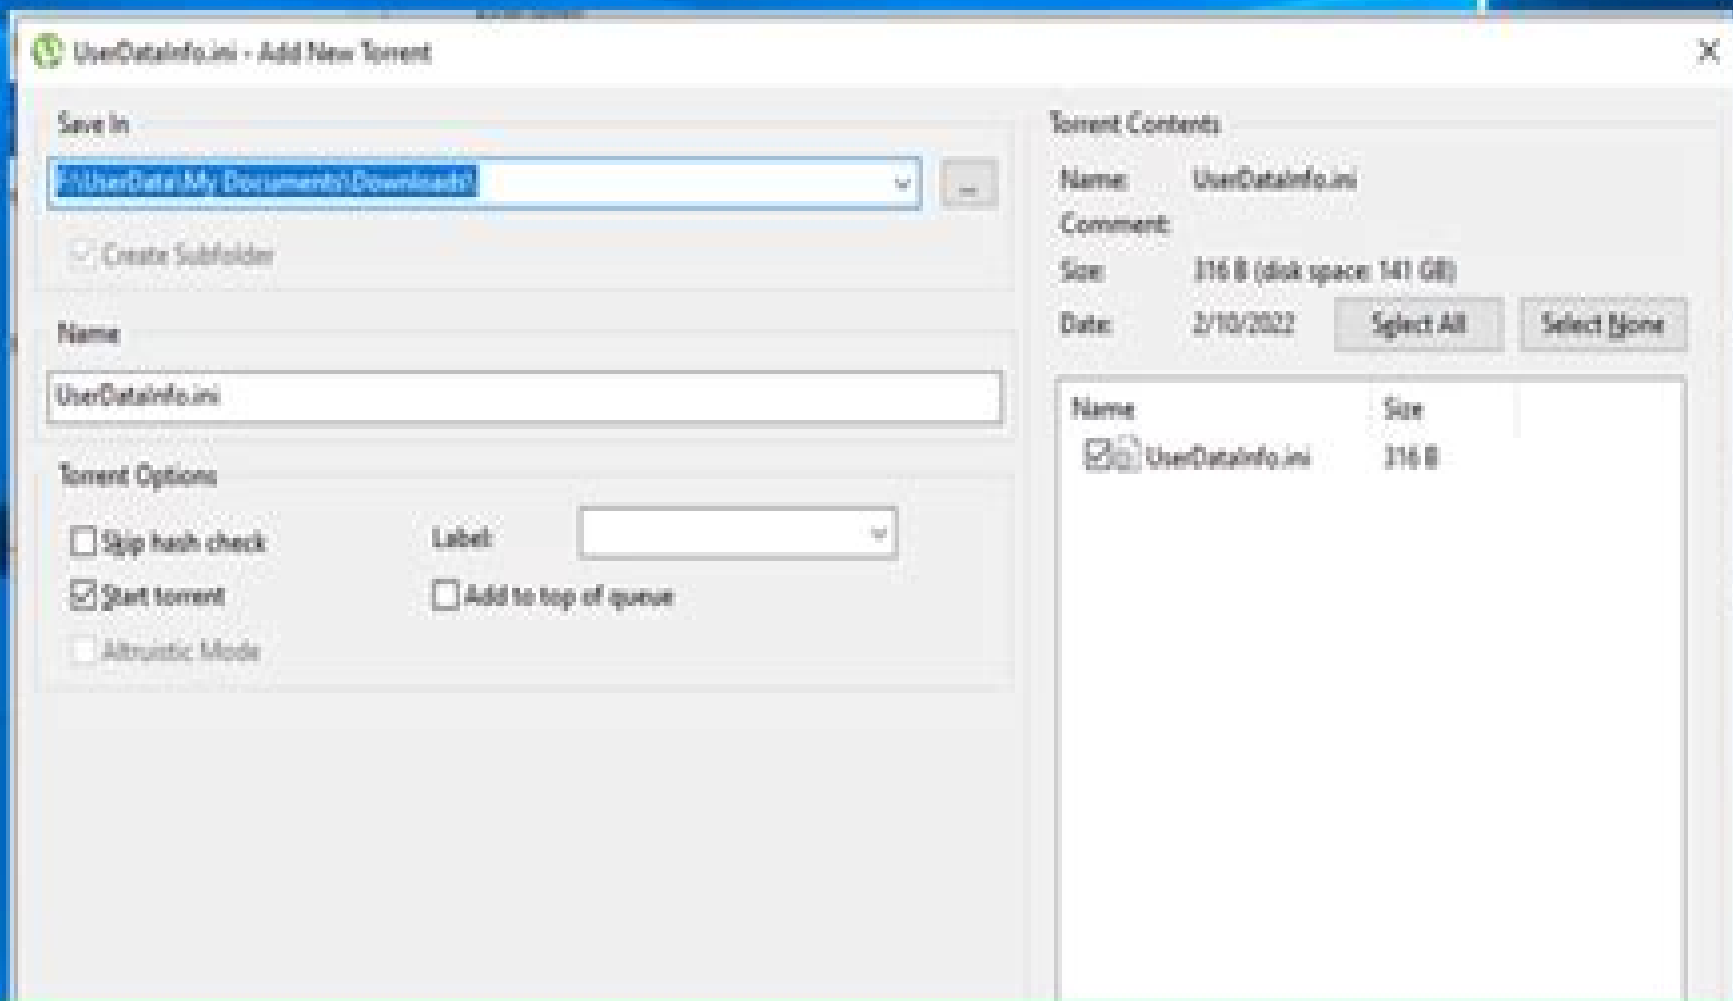 UserDataInfo.ini - Add New Torrent
Save In
F:\UserData\My Documents\Downloads\
...
Create Subfolder
Name
UserDataInfo.ini
Torrent Options
Skip hash check
Label:
Start torrent
Add to top of queue
Altruistic Mode
Torrent Contents
Name: UserDataInfo.ini
Comment:
Size: 316 B (disk space: 141 GB)
Date: 2/10/2022
Select All
Select None
Name Size
UserDataInfo.ini 316 B